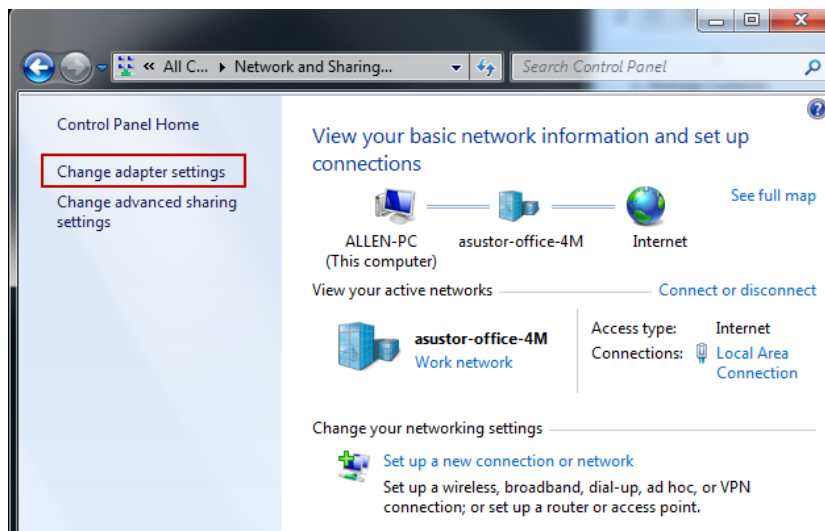 « All C... ▸ Network and Sharing...
Search Control Panel
Control Panel Home
Change adapter settings
Change advanced sharing
settings
View your basic network information and set up
connections
See full map
ALLEN-PC
(This computer)
asustor-office-4M
Internet
View your active networks
Connect or disconnect
asustor-office-4M
Work network
Access type: Internet
Connections: Local Area
Connection
Change your networking settings
Set up a new connection or network
Set up a wireless, broadband, dial-up, ad hoc, or VPN
connection; or set up a router or access point.